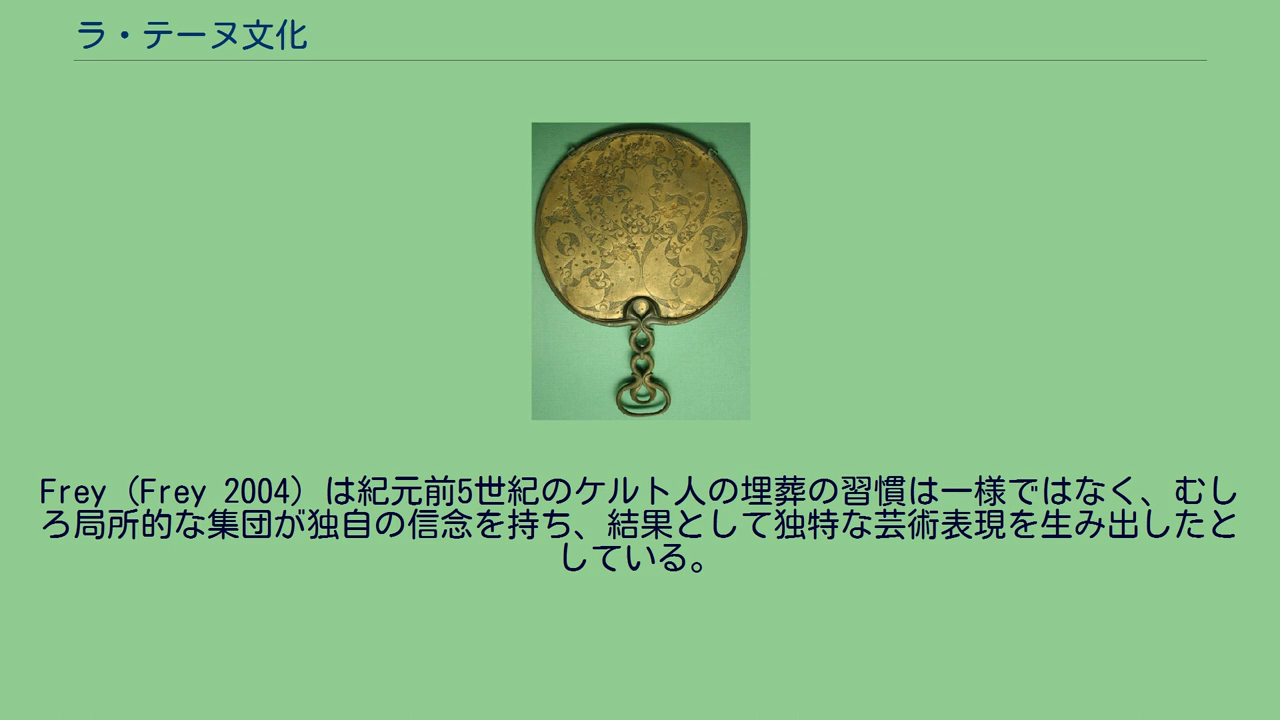 ラ・テーヌ文化
Frey（Frey 2004）は紀元前5世紀のケルト人の埋葬の習慣は一様ではなく、むし
ろ局所的な集団が独自の信念を持ち、結果として独特な芸術表現を生み出したと
している。